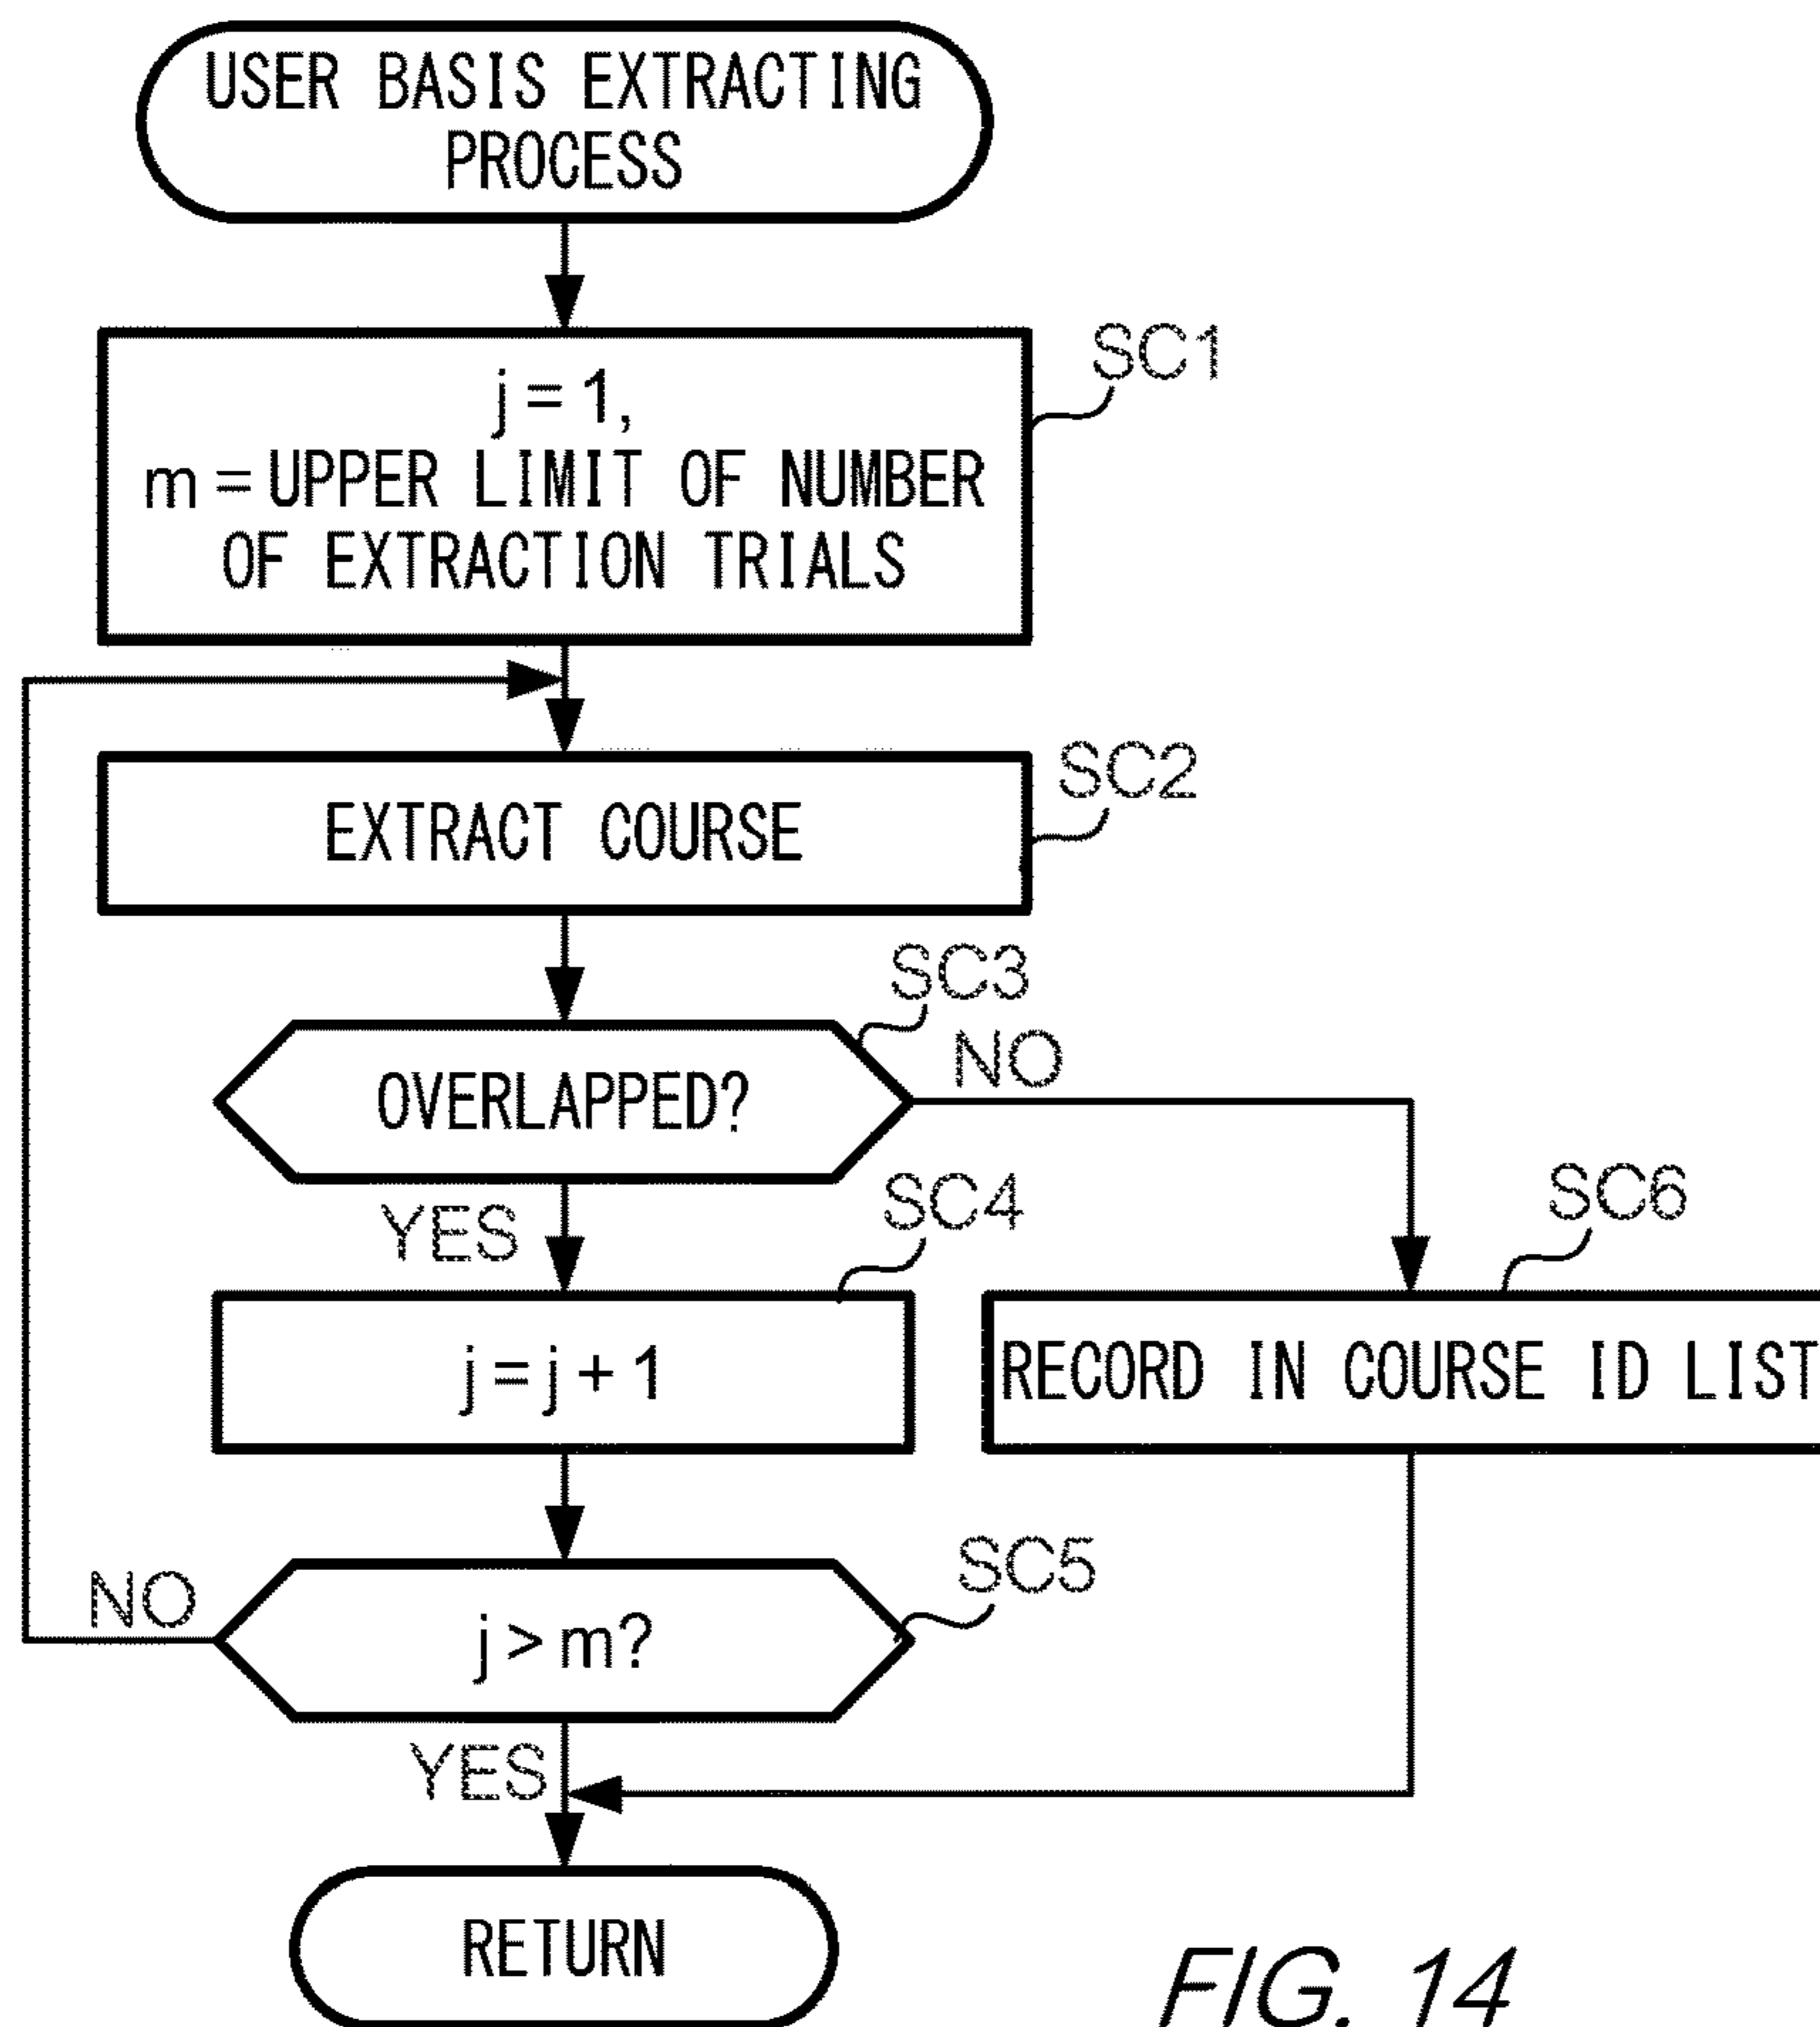 USER BASIS EXTRACTING
PROCESS
SC1
j = 1,
m = UPPER LIMIT OF NUMBER
OF EXTRACTION TRIALS
SC2
EXTRACT COURSE
SC3
OVERLAPPED?
NO
YES
SC4
SC6
j = j + 1
RECORD IN COURSE ID LIST
SC5
NO
j > m?
YES
RETURN
FIG. 14